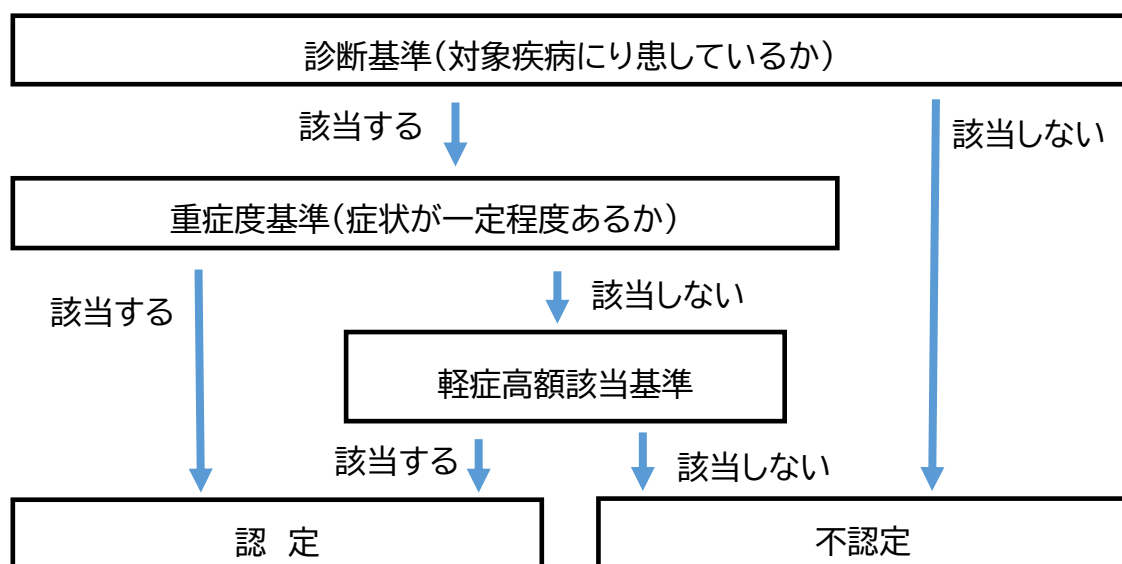 診断基準（対象疾病にり患しているか）
該当する
該当しない
重症度基準（症状が一定程度あるか）
該当する
該当しない
軽症高額該当基準
該当する
該当しない
認 定
不認定